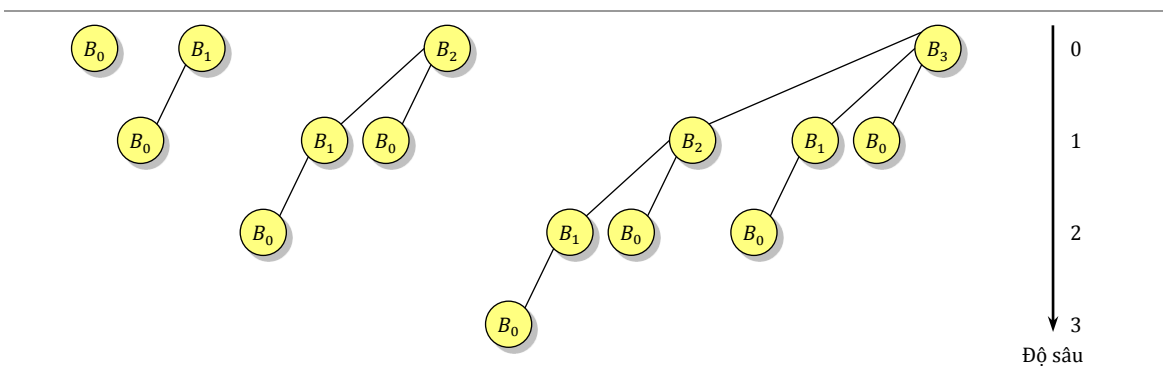 B₀ B₁ B₂ B₃ 0
B₀ B₁ B₀ B₂ B₁ B₀ 1
B₀ B₁ B₀ B₀ 2
B₀ 3
Độ sâu